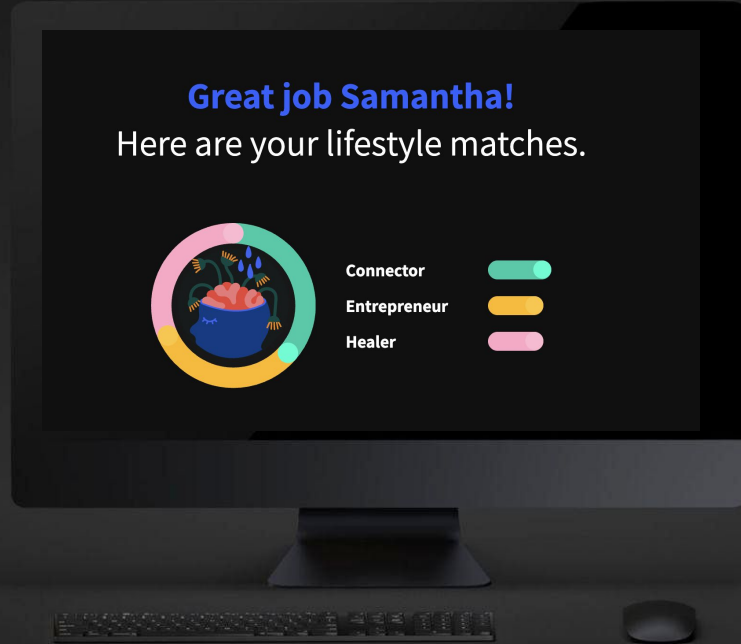 Great job Samantha!
Here are your lifestyle matches.
Connector
Entrepreneur
Healer